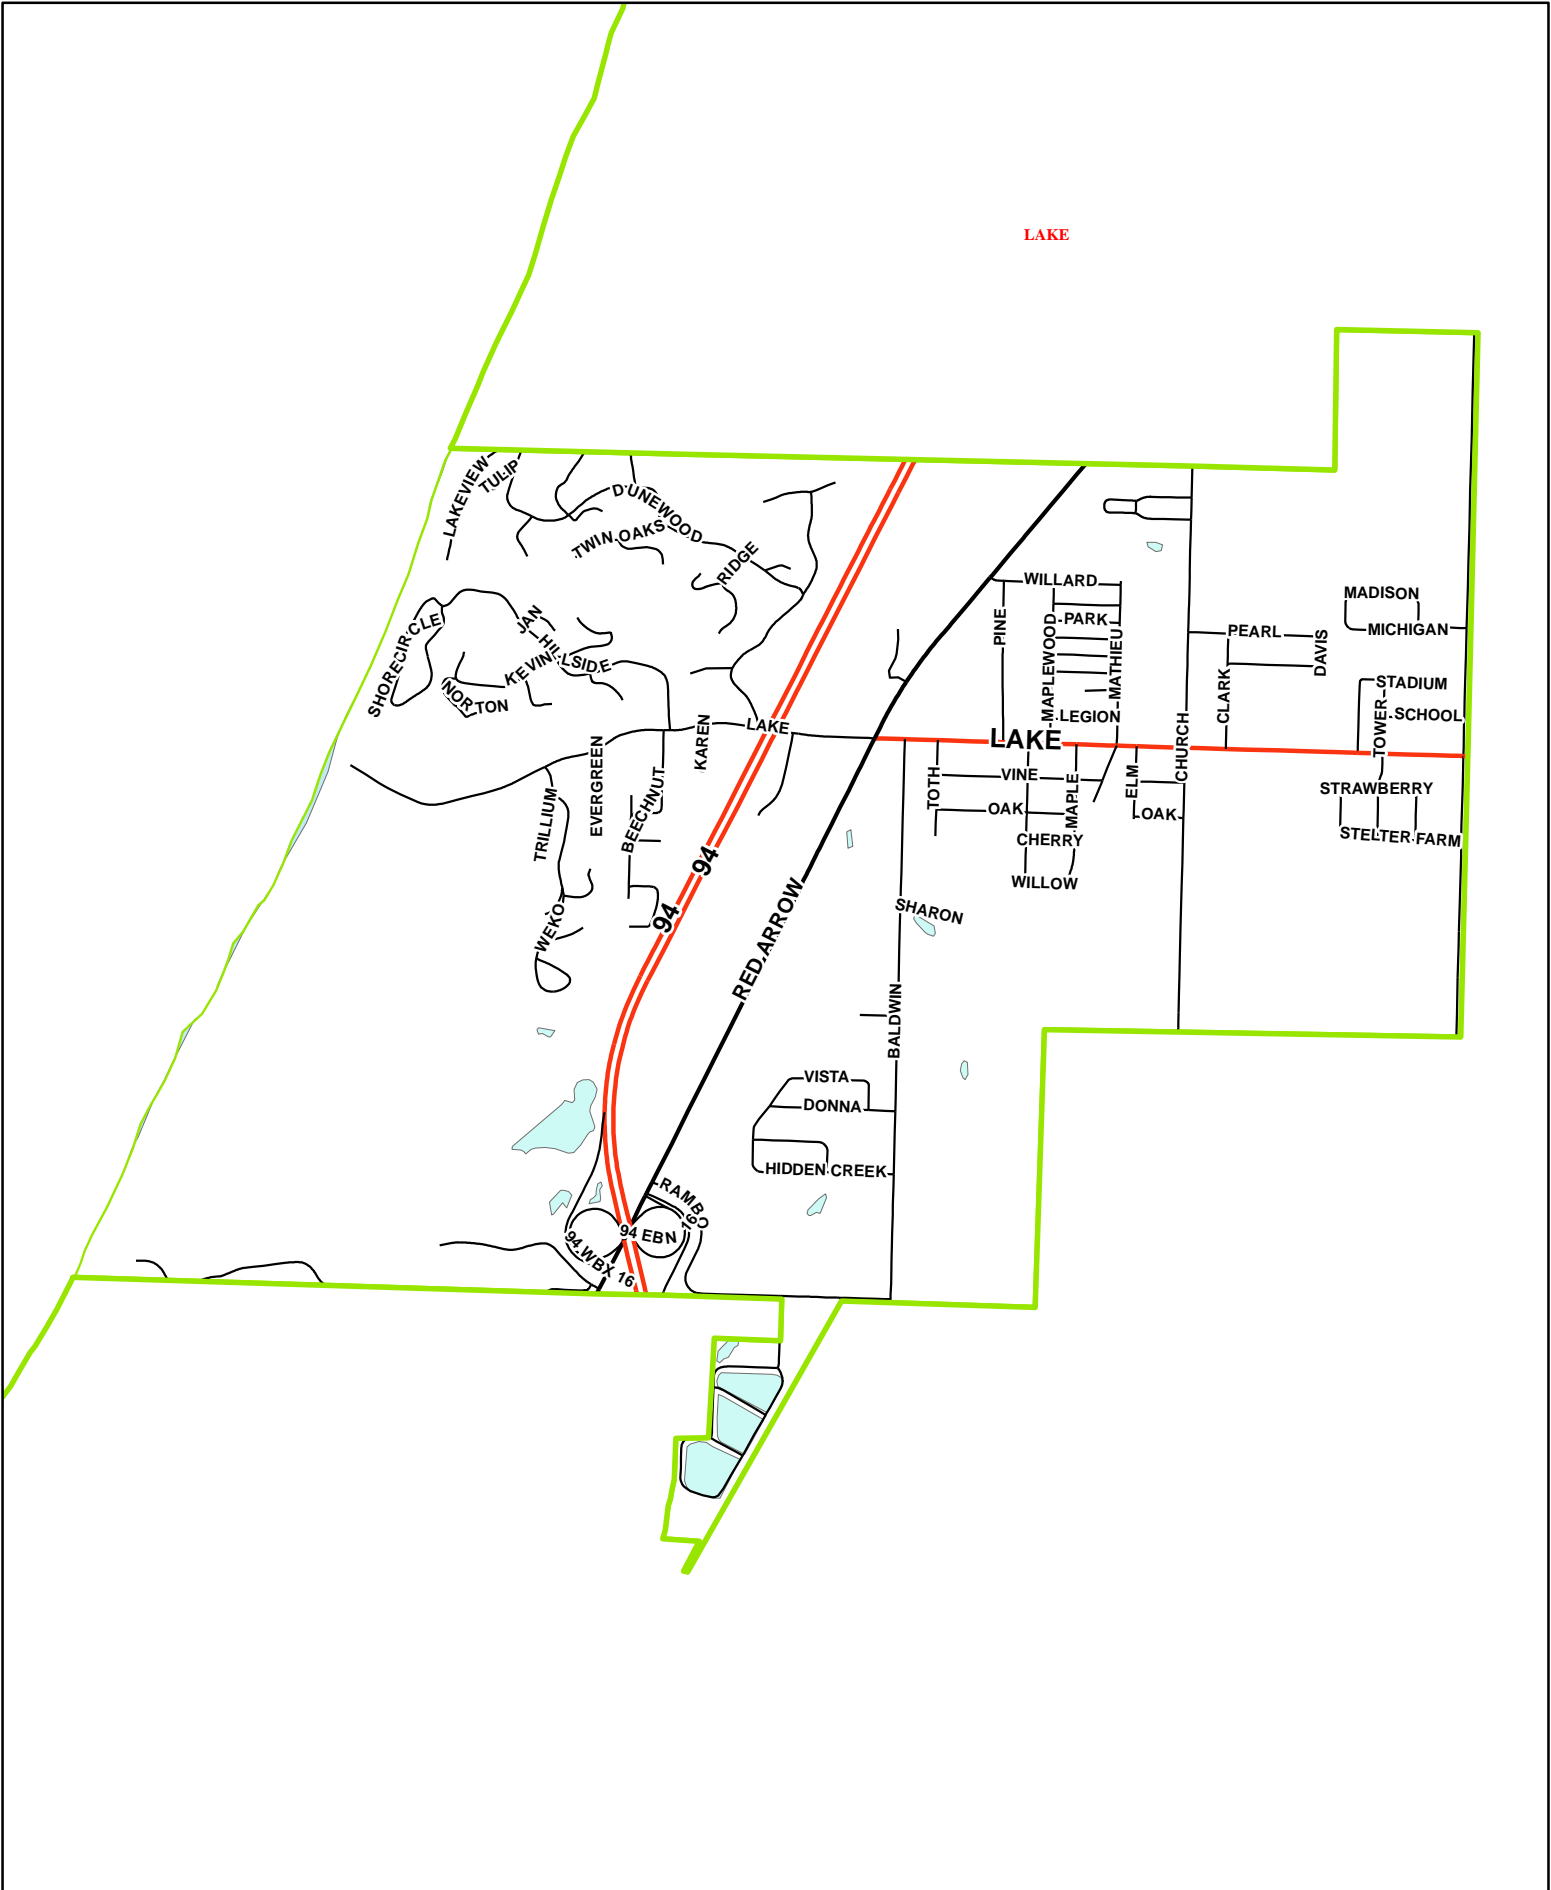 LAKE
LAKEVIEW
TULIP
DUNEWOOD
TWIN OAKS
RIDGE
WILLARD
PARK
PINE
MAPLEWOOD
MATHIEU
LEGION
MADISON
MICHIGAN
PEARL
DAVIS
CLARK
STADIUM
SCHOOL
TOWER
SHORECIRCLE
JAN
HILLSIDE
KEVIN
NORTON
KAREN
LAKE
LAKE
CHURCH
EVERGREEN
TRILLIUM
BEECHNUT
TOTH
VINE
OAK
MAPLE
ELM
OAK
CHERRY
WILLOW
STRAWBERRY
STELTER FARM
94
94
RED ARROW
WEKO
SHARON
BALDWIN
VISTA
DONNA
HIDDEN CREEK
RAMBO
16
94 EBN
94 WBX 16